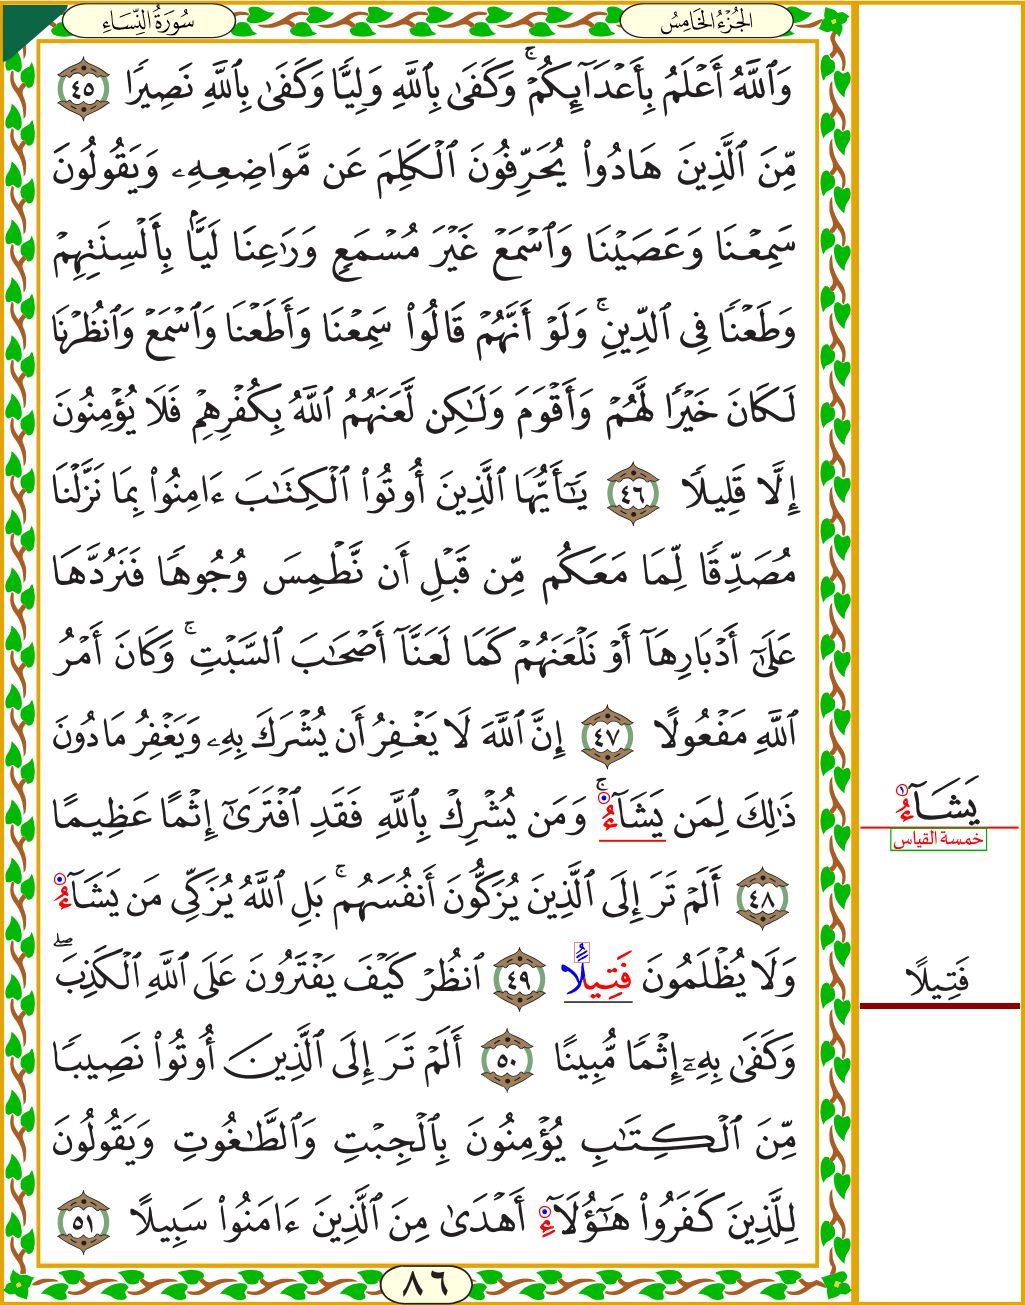 الجُزْءُ الخَامِسُ
سُورَةُ النِّسَاءِ
وَٱللَّهُ أَعۡلَمُ بِأَعۡدَآئِكُمۡۚ وَكَفَىٰ بِٱللَّهِ وَلِيّٗا وَكَفَىٰ بِٱللَّهِ نَصِيرٗا ٤٥
مِّنَ ٱلَّذِينَ هَادُواْ يُحَرِّفُونَ ٱلۡكَلِمَ عَن مَّوَاضِعِهِۦ وَيَقُولُونَ
سَمِعۡنَا وَعَصَيۡنَا وَٱسۡمَعۡ غَيۡرَ مُسۡمَعٖ وَرَٰعِنَا لَيَّۢا بِأَلۡسِنَتِهِمۡ
وَطَعۡنٗا فِي ٱلدِّينِۚ وَلَوۡ أَنَّهُمۡ قَالُواْ سَمِعۡنَا وَأَطَعۡنَا وَٱسۡمَعۡ وَٱنظُرۡنَا
لَكَانَ خَيۡرٗا لَّهُمۡ وَأَقۡوَمَ وَلَٰكِن لَّعَنَهُمُ ٱللَّهُ بِكُفۡرِهِمۡ فَلَا يُؤۡمِنُونَ
إِلَّا قَلِيلٗا ٤٦ يَٰٓأَيُّهَا ٱلَّذِينَ أُوتُواْ ٱلۡكِتَٰبَ ءَامِنُواْ بِمَا نَزَّلۡنَا
مُصَدِّقٗا لِّمَا مَعَكُم مِّن قَبۡلِ أَن نَّطۡمِسَ وُجُوهٗا فَنَرُدَّهَا
عَلَىٰٓ أَدۡبَارِهَآ أَوۡ نَلۡعَنَهُمۡ كَمَا لَعَنَّآ أَصۡحَٰبَ ٱلسَّبۡتِۚ وَكَانَ أَمۡرُ
ٱللَّهِ مَفۡعُولًا ٤٧ إِنَّ ٱللَّهَ لَا يَغۡفِرُ أَن يُشۡرَكَ بِهِۦ وَيَغۡفِرُ مَا دُونَ
ذَٰلِكَ لِمَن يَشَآءُۚ وَمَن يُشۡرِكۡ بِٱللَّهِ فَقَدِ ٱفۡتَرَىٰٓ إِثۡمًا عَظِيمًا
٤٨ أَلَمۡ تَرَ إِلَى ٱلَّذِينَ يُزَكُّونَ أَنفُسَهُمۚ بَلِ ٱللَّهُ يُزَكِّي مَن يَشَآءُ
وَلَا يُظۡلَمُونَ فَتِيلًا ٤٩ ٱنظُرۡ كَيۡفَ يَفۡتَرُونَ عَلَى ٱللَّهِ ٱلۡكَذِبَۖ
وَكَفَىٰ بِهِۦٓ إِثۡمٗا مُّبِينًا ٥٠ أَلَمۡ تَرَ إِلَى ٱلَّذِينَ أُوتُواْ نَصِيبٗا
مِّنَ ٱلۡكِتَٰبِ يُؤۡمِنُونَ بِٱلۡجِبۡتِ وَٱلطَّٰغُوتِ وَيَقُولُونَ
لِلَّذِينَ كَفَرُواْ هَٰٓؤُلَآءِ أَهۡدَىٰ مِنَ ٱلَّذِينَ ءَامَنُواْ سَبِيلًا ٥١
٨٦
يَشَآءُ ١
خمسة القياس
فَتِيلًا